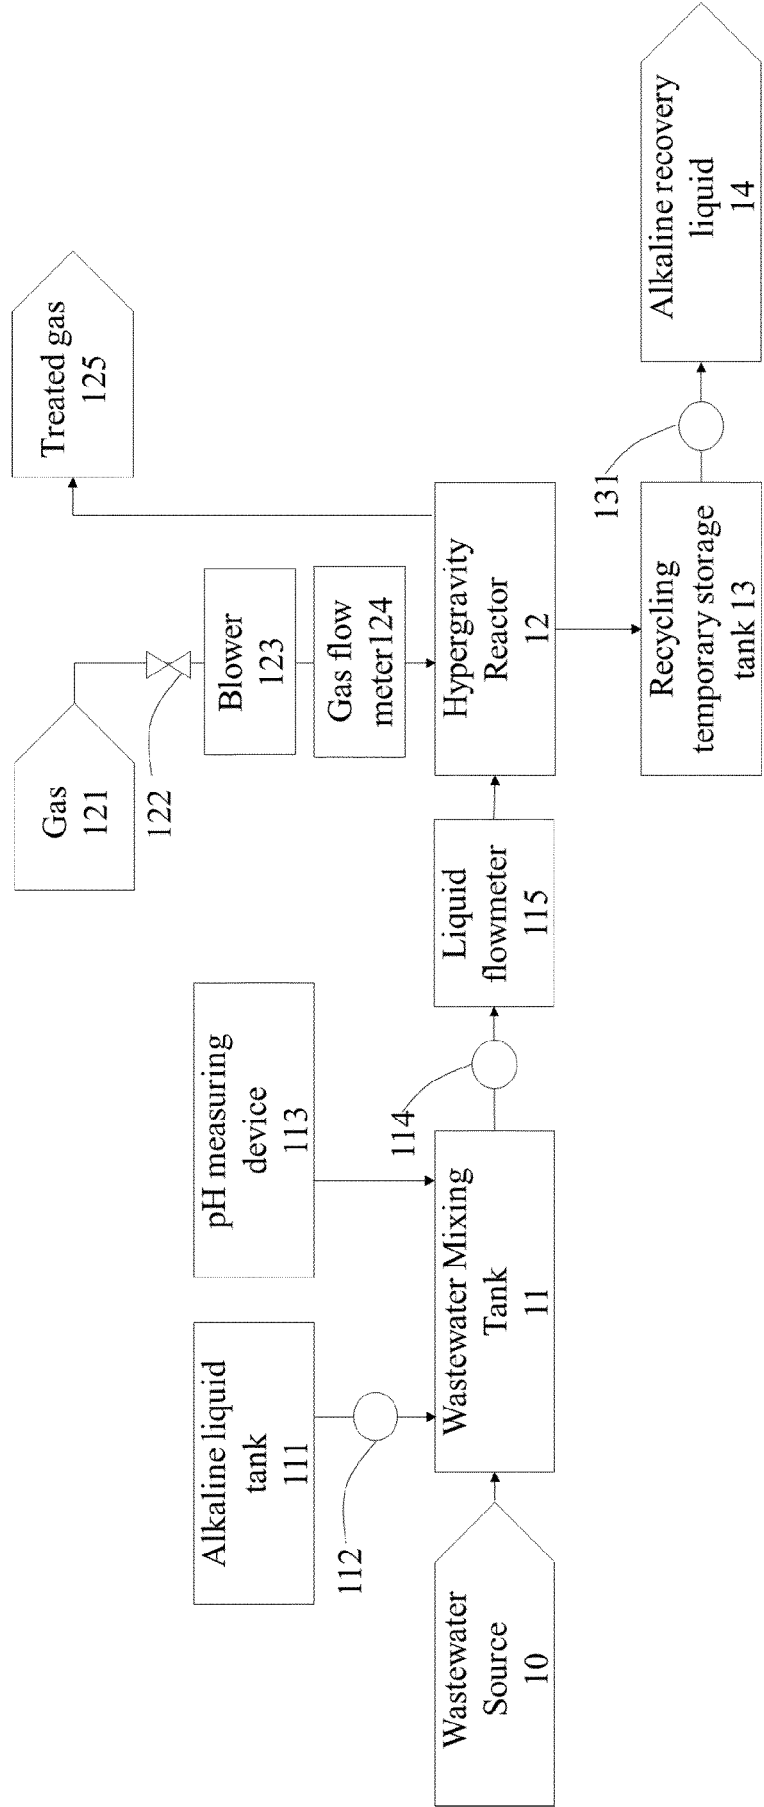 Wastewater
Source
10
Alkaline liquid
tank
111
112
Wastewater Mixing
Tank
11
pH measuring
device
113
114
Liquid
flowmeter
115
Gas
121
122
Blower
123
Gas flow
meter124
Hypergravity
Reactor
12
Treated gas
125
Recycling
temporary storage
tank 13
131
Alkaline recovery
liquid
14